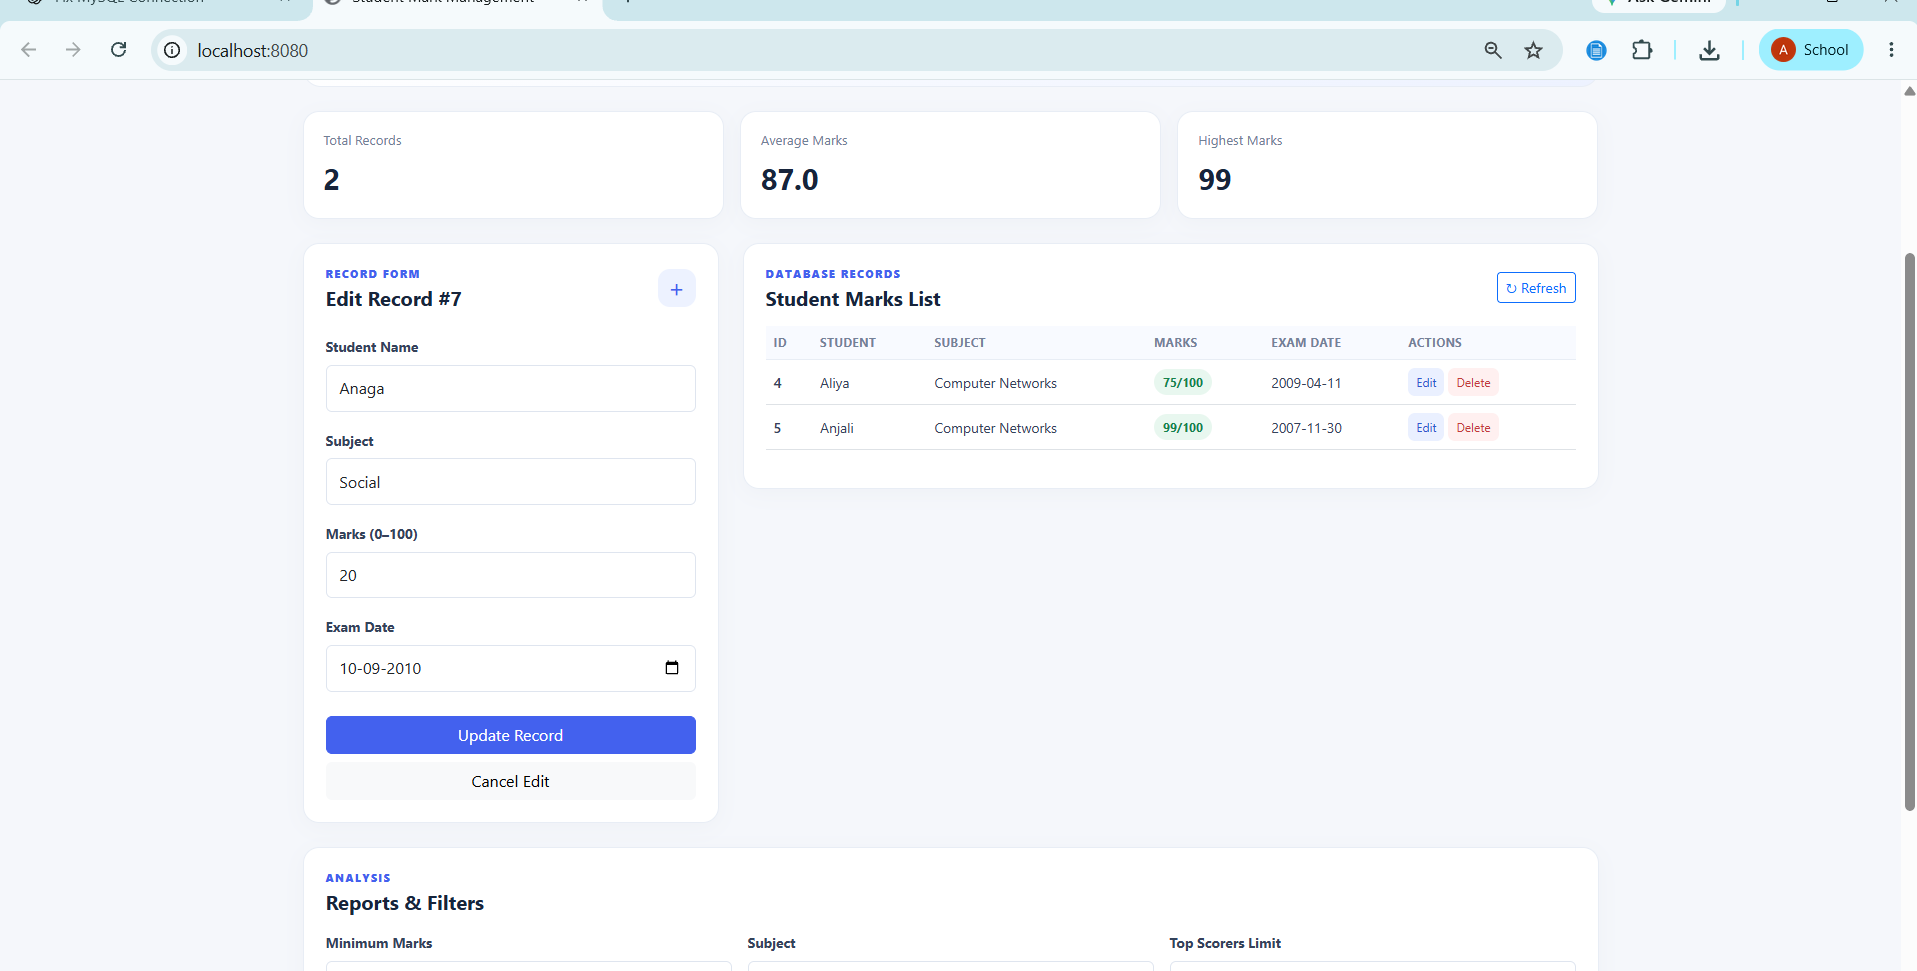 localhost:8080
School
Total Records
2
Average Marks
87.0
Highest Marks
99
RECORD FORM
Edit Record #7
+
Student Name
Anaga
Subject
Social
Marks (0–100)
20
Exam Date
10-09-2010
Update Record
Cancel Edit
DATABASE RECORDS
Student Marks List
↻ Refresh
ID STUDENT SUBJECT MARKS EXAM DATE ACTIONS
4 Aliya Computer Networks 75/100 2009-04-11 Edit Delete
5 Anjali Computer Networks 99/100 2007-11-30 Edit Delete
ANALYSIS
Reports & Filters
Minimum Marks
Subject
Top Scorers Limit